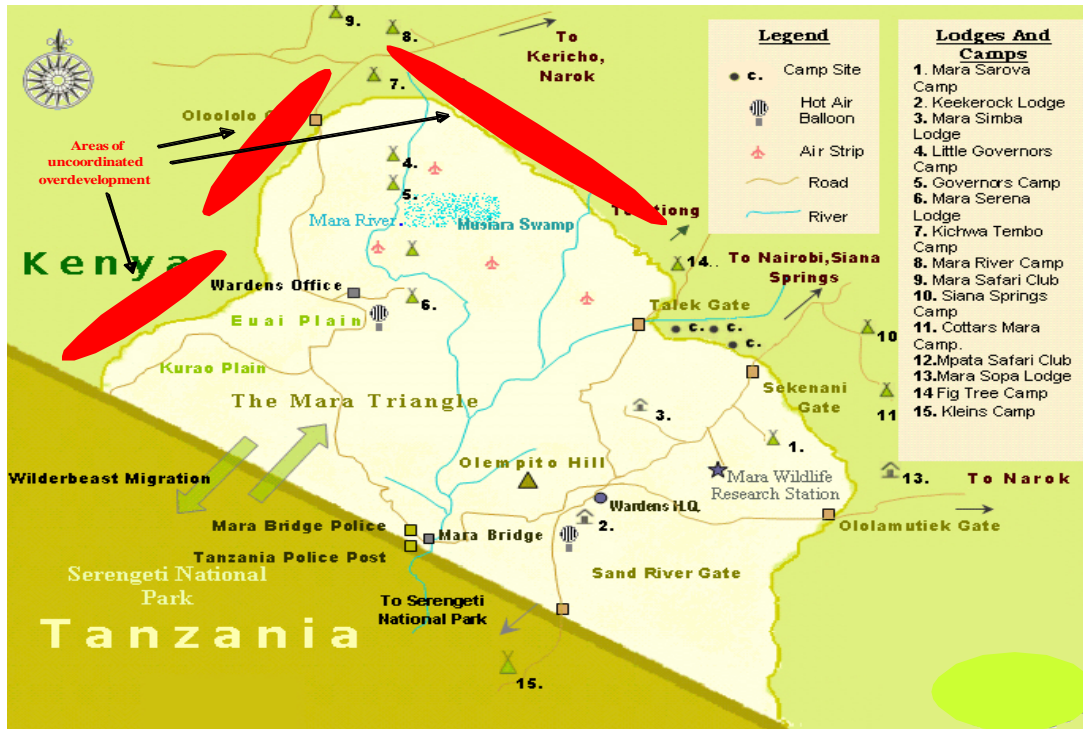 9.
8.
To
Kericho,
Narok
7.
Oloololo
Areas of
uncoordinated
overdevelopment
4.
5.
Mara River
Musiara Swamp
Kenya
Wardens Office
6.
Euai Plain
Kurao Plain
The Mara Triangle
14..
To Nairobi,Siana
Springs
Talek Gate
c.
c.
c.
10
Sekenani
Gate
11
3.
1.
Olempito Hill
Mara Wildlife
Research Station
Wardens H.Q.
2.
13.
To Narok
Ololamutiek Gate
Wilderbeast Migration
Mara Bridge Police
Mara Bridge
Tanzania Police Post
Sand River Gate
Serengeti National
Park
To Serengeti
National Park
Tanzania
15.
Legend
c. Camp Site
Hot Air
Balloon
Air Strip
Road
River
Lodges And
Camps
1. Mara Sarova
Camp
2. Keekerock Lodge
3. Mara Simba
Lodge
4. Little Governors
Camp
5. Governors Camp
6. Mara Serena
Lodge
7. Kichwa Tembo
Camp
8. Mara River Camp
9. Mara Safari Club
10. Siana Springs
Camp
11. Cottars Mara
Camp.
12.Mpata Safari Club
13.Mara Sopa Lodge
14 Fig Tree Camp
15. Kleins Camp